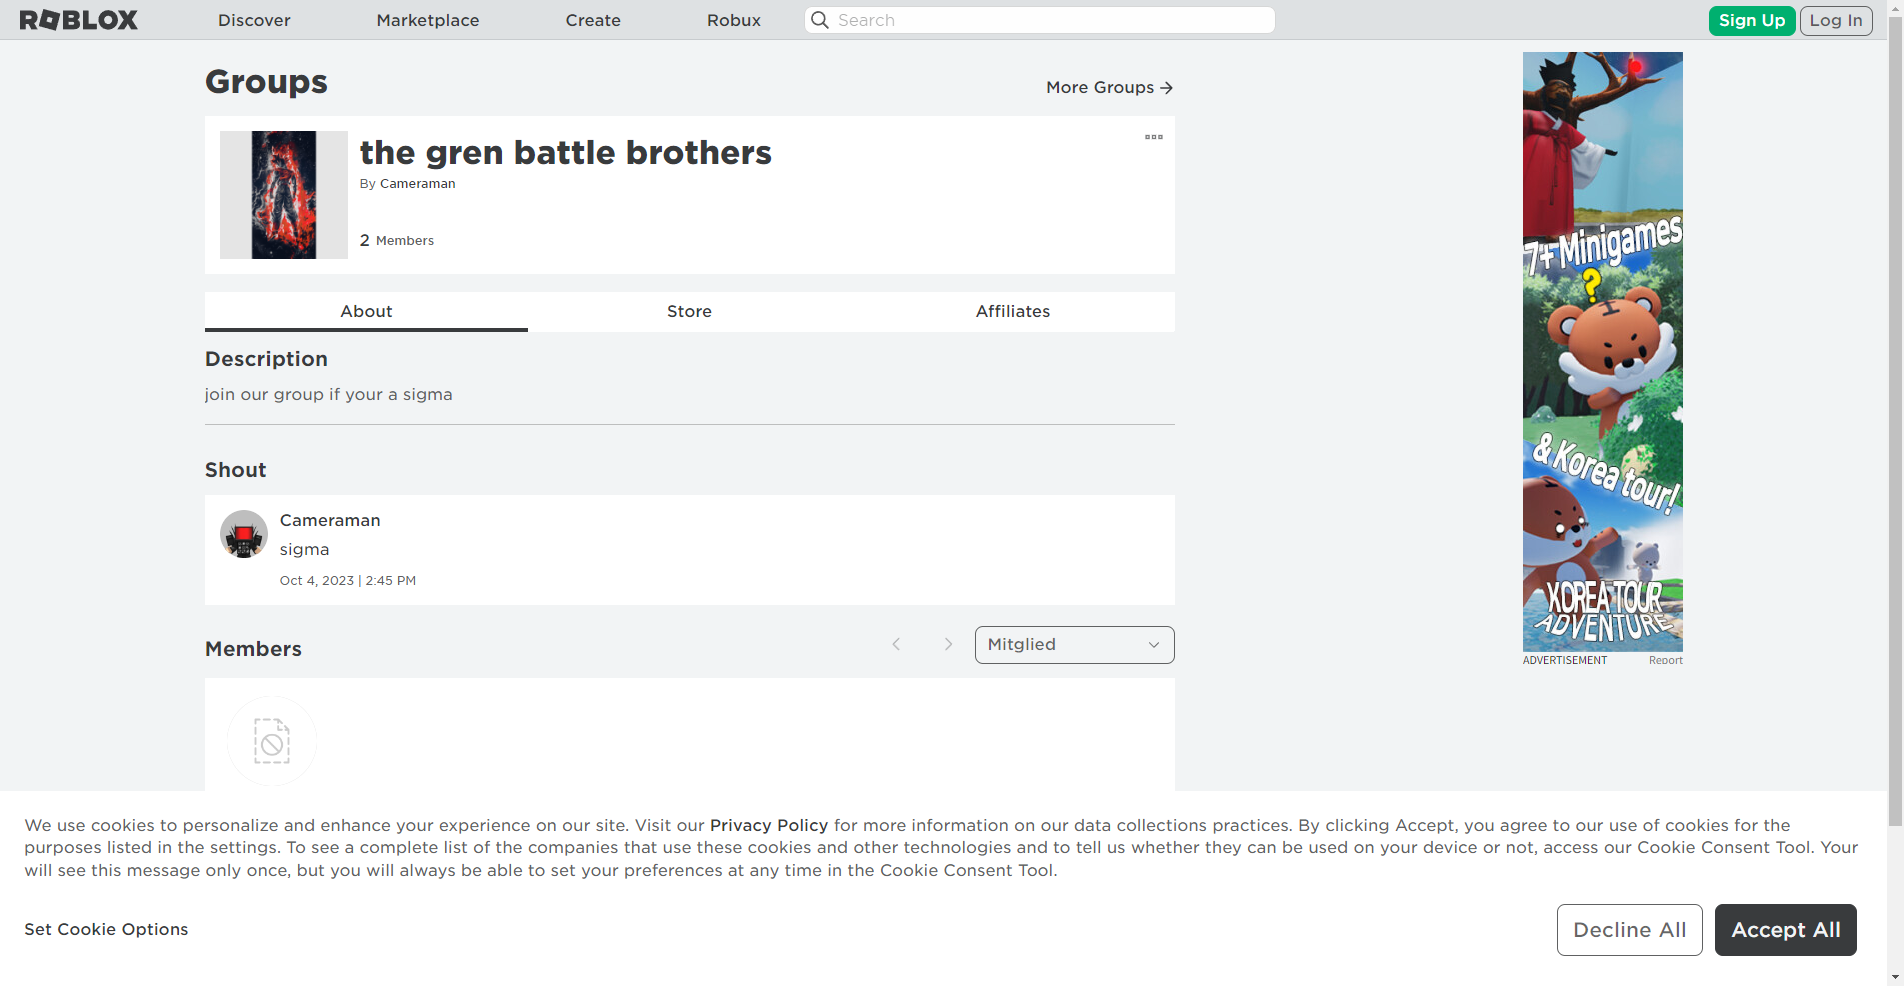 ROBLOX
Discover
Marketplace
Create
Robux
Search
Sign Up
Log In
Groups
More Groups →
the gren battle brothers
By Cameraman
2 Members
About
Store
Affiliates
Description
join our group if your a sigma
Shout
Cameraman
sigma
Oct 4, 2023 | 2:45 PM
Members
Mitglied
7+ Minigames
?
& Korea tour!
KOREA TOUR
ADVENTURE
ADVERTISEMENT
Report
We use cookies to personalize and enhance your experience on our site. Visit our Privacy Policy for more information on our data collections practices. By clicking Accept, you agree to our use of cookies for the
purposes listed in the settings. To see a complete list of the companies that use these cookies and other technologies and to tell us whether they can be used on your device or not, access our Cookie Consent Tool. Your
will see this message only once, but you will always be able to set your preferences at any time in the Cookie Consent Tool.
Set Cookie Options
Decline All
Accept All